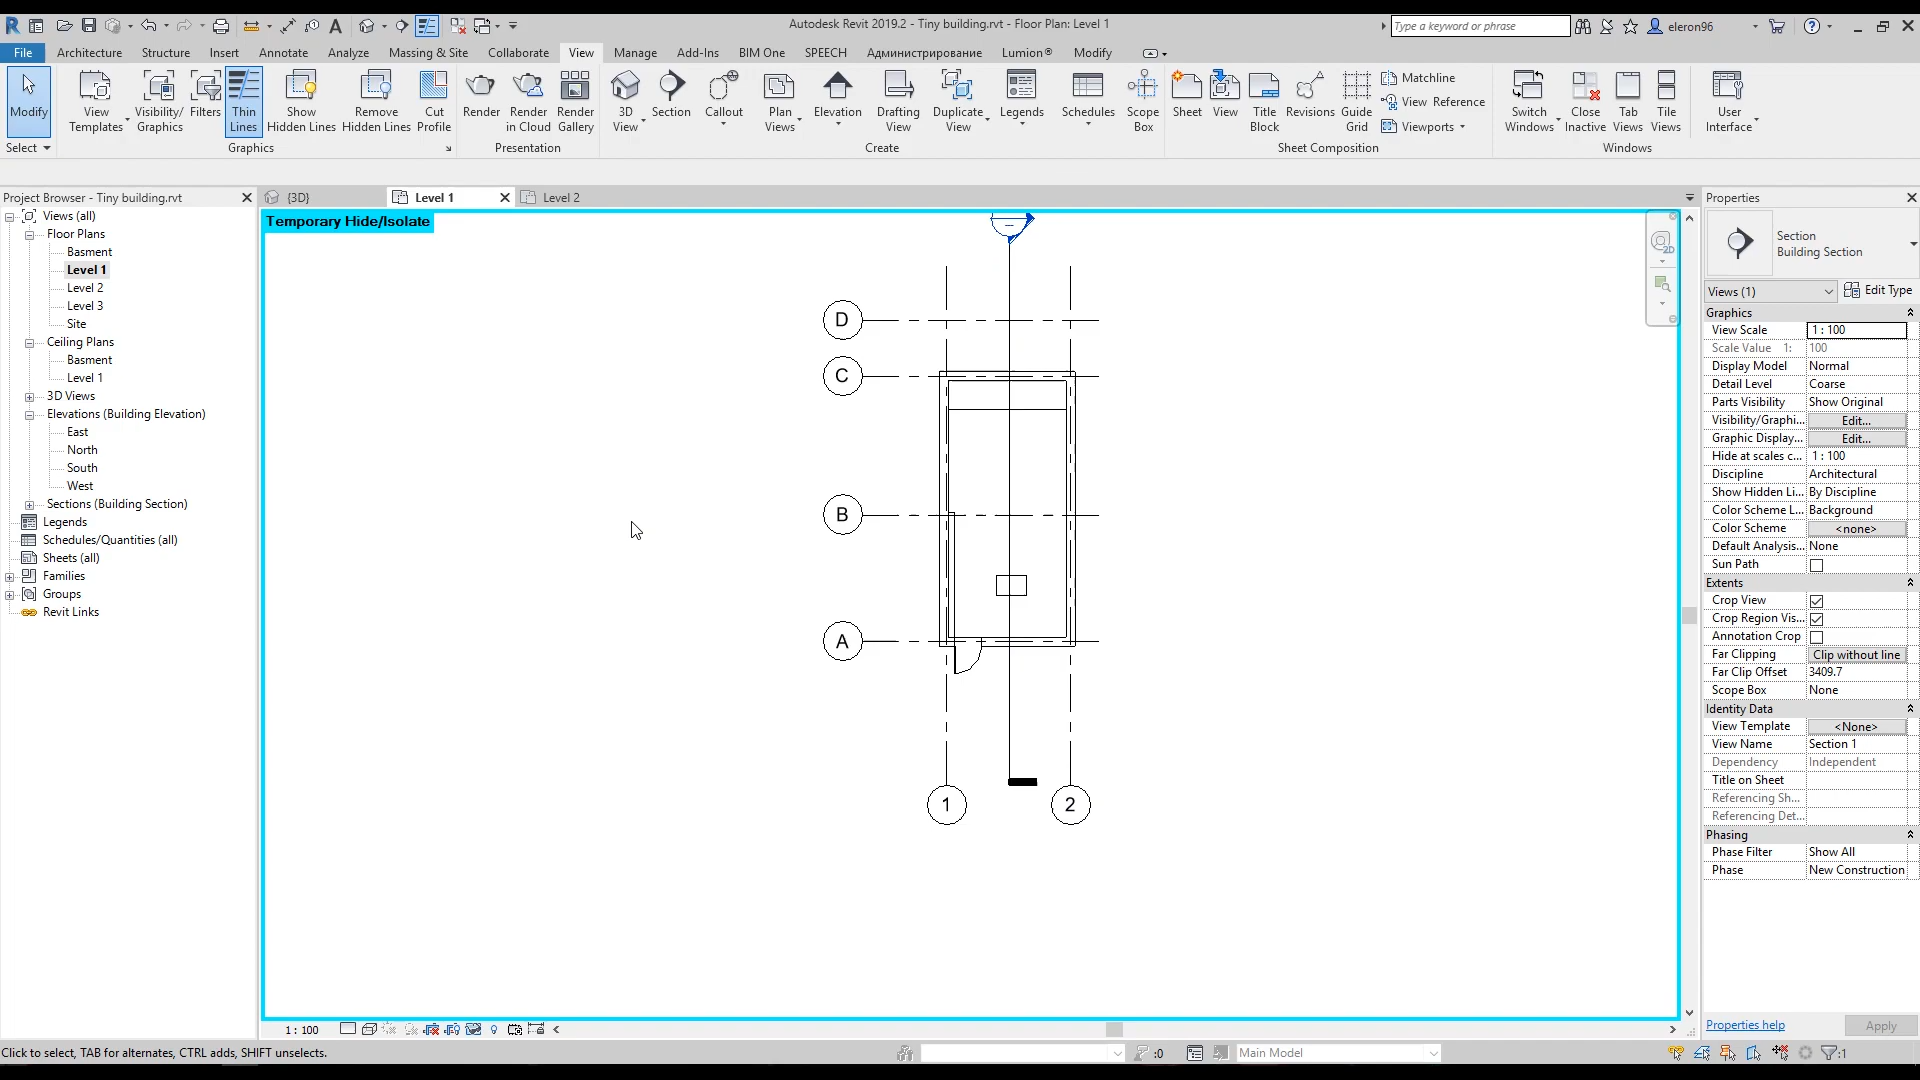 Autodesk Revit 2019.2 - Tiny building.rvt - Floor Plan: Level 1
Type a keyword or phrase
eleron96
File Architecture Structure Insert Annotate Analyze Massing & Site Collaborate View Manage Add-Ins BIM One SPEECH Администрирование Lumion® Modify
Modify
View Templates
Visibility/ Graphics
Filters
Thin Lines
Show Hidden Lines
Remove Hidden Lines
Cut Profile
Render
Render in Cloud
Render Gallery
3D View
Section
Callout
Plan Views
Elevation
Drafting View
Duplicate View
Legends
Schedules
Scope Box
Sheet
View
Title Block
Revisions
Guide Grid
Matchline
View Reference
Viewports
Switch Windows
Close Inactive
Tab Views
Tile Views
User Interface
Select
Graphics
Presentation
Create
Sheet Composition
Windows
Project Browser - Tiny building.rvt
Views (all)
Floor Plans
Basment
Level 1
Level 2
Level 3
Site
Ceiling Plans
Basment
Level 1
3D Views
Elevations (Building Elevation)
East
North
South
West
Sections (Building Section)
Legends
Schedules/Quantities (all)
Sheets (all)
Families
Groups
Revit Links
{3D}
Level 1
Level 2
Temporary Hide/Isolate
2D
D
C
B
A
1
2
1 : 100
Properties
Section
Building Section
Views (1)
Edit Type
Graphics
View Scale 1 : 100
Scale Value 1: 100
Display Model Normal
Detail Level Coarse
Parts Visibility Show Original
Visibility/Graphi... Edit...
Graphic Display... Edit...
Hide at scales c... 1 : 100
Discipline Architectural
Show Hidden Li... By Discipline
Color Scheme L... Background
Color Scheme <none>
Default Analysis... None
Sun Path
Extents
Crop View
Crop Region Vis...
Annotation Crop
Far Clipping Clip without line
Far Clip Offset 3409.7
Scope Box None
Identity Data
View Template <None>
View Name Section 1
Dependency Independent
Title on Sheet
Referencing Sh...
Referencing Det...
Phasing
Phase Filter Show All
Phase New Construction
Properties help
Apply
Click to select, TAB for alternates, CTRL adds, SHIFT unselects.
:0
Main Model
:1